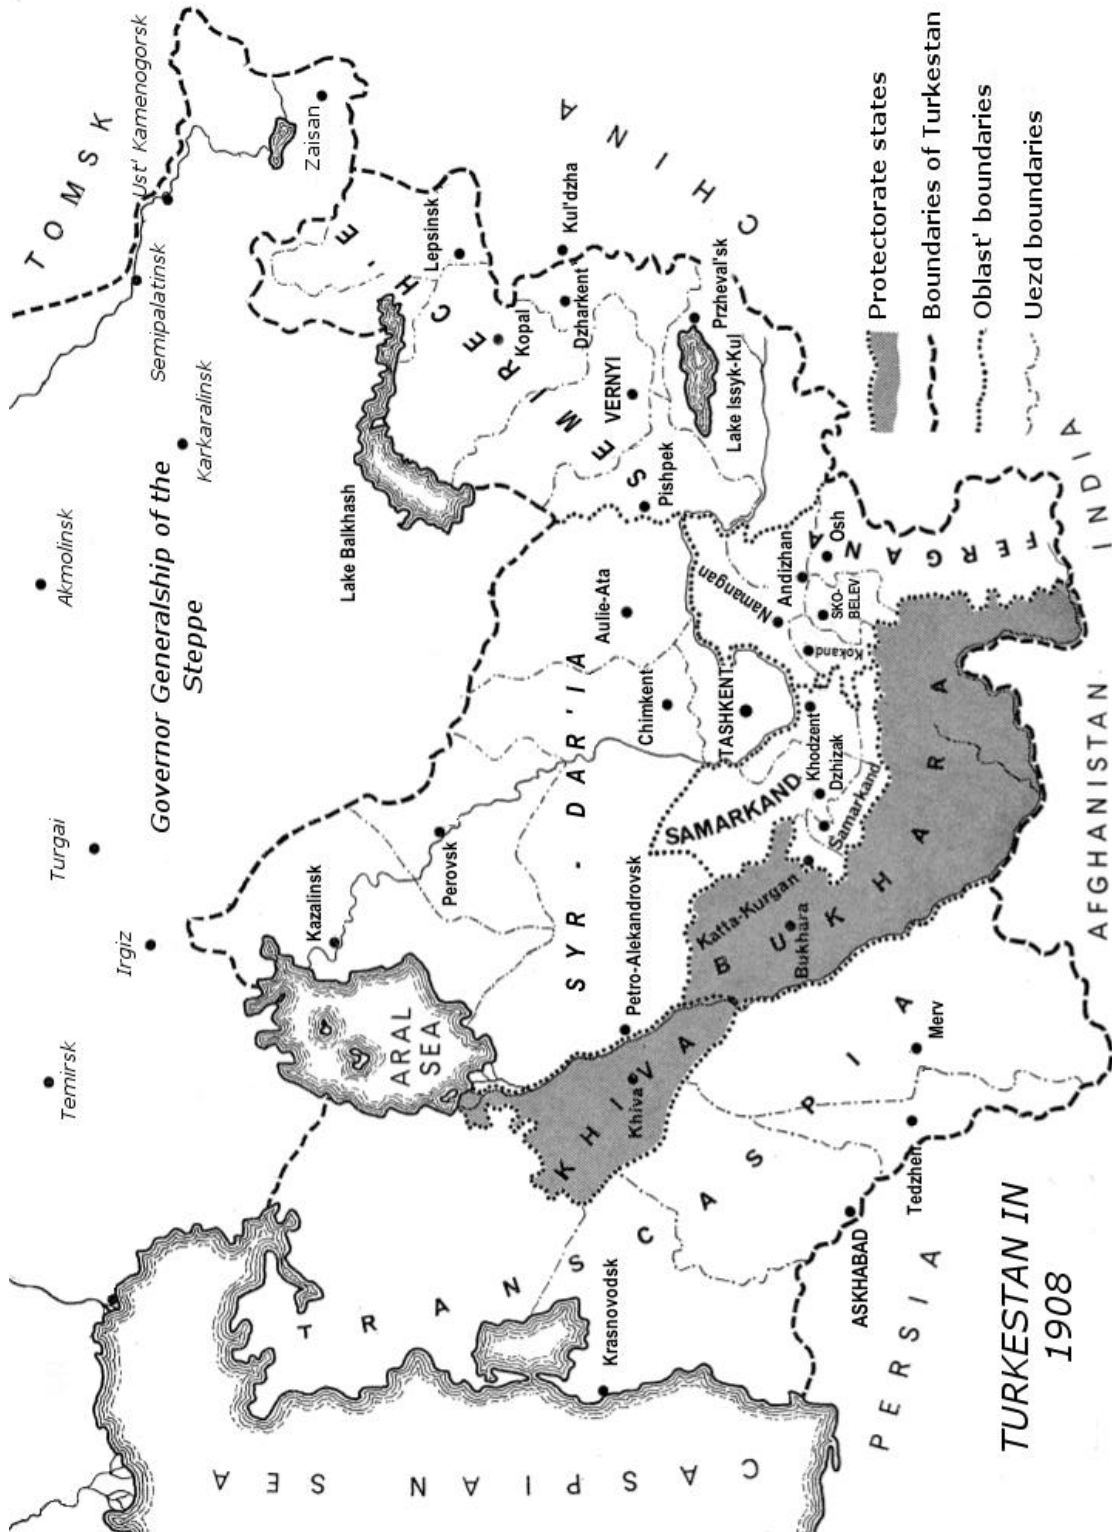 TURKESTAN IN
1908
Protectorate states
Boundaries of Turkestan
Oblast' boundaries
Uezd boundaries
TOMSK
Governor Generalship of the
Steppe
Temirsk
Irgiz
Turgai
Akmolinsk
Karkaralinsk
Semipalatinsk
Ust' Kamenogorsk
Zaisan
CHINA
INDIA
AFGHANISTAN
PERSIA
CASPIAN SEA
ARAL
SEA
Lake Balkhash
Lake Issyk-Kul
SEMERECH'E
Lepsinsk
Kopal
Kul'dzha
Dzharkent
VERNYI
Przheval'sk
Pishpek
SYR-DAR'IA
Kazalinsk
Perovsk
Aulie-Ata
Chimkent
TASHKENT
Petro-Alekandrovsk
FERGANA
Namangan
Andizhan
Osh
SKO-
BELEV
Kokand
SAMARKAND
Khodzent
Dzhizak
Samarkand
Katta-Kurgan
BUKHARA
Bukhara
KHIVA
Khiva
TRANSCASPIA
Krasnovodsk
ASKHABAD
Tedzhen
Merv